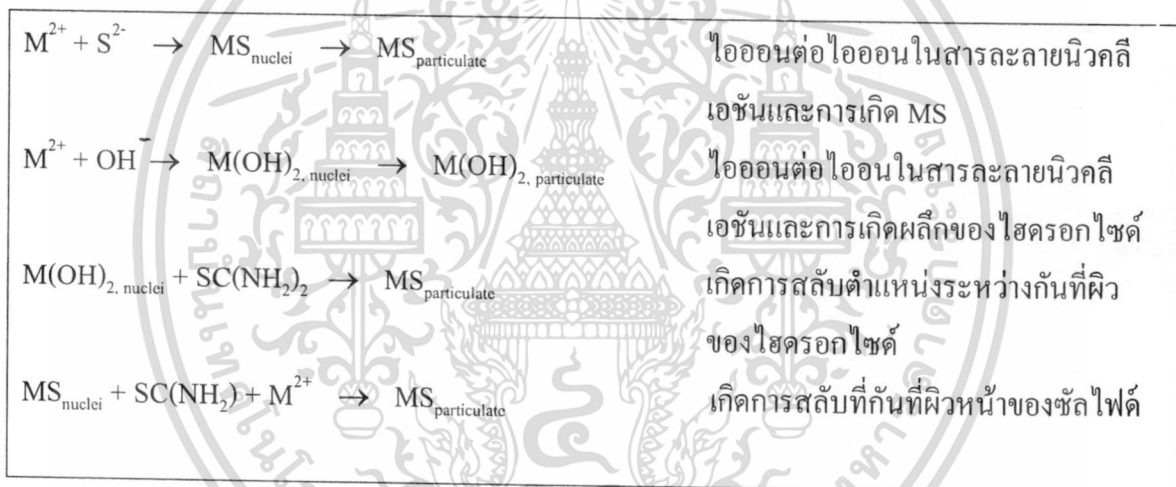 M²⁺ + S²⁻ → MS_nuclei → MS_particulate ไอออนต่อไอออนในสารละลายนิวคลี
เอชันและการเกิด MS
M²⁺ + OH⁻ → M(OH)₂, nuclei → M(OH)₂, particulate ไอออนต่อไอออนในสารละลายนิวคลี
เอชันและการเกิดผลึกของไฮดรอกไซด์
M(OH)₂, nuclei + SC(NH₂)₂ → MS_particulate เกิดการสลับตำแหน่งระหว่างกันที่ผิว
ของไฮดรอกไซด์
MS_nuclei + SC(NH₂) + M²⁺ → MS_particulate เกิดการสลับที่กันที่ผิวหน้าของซัลไฟด์